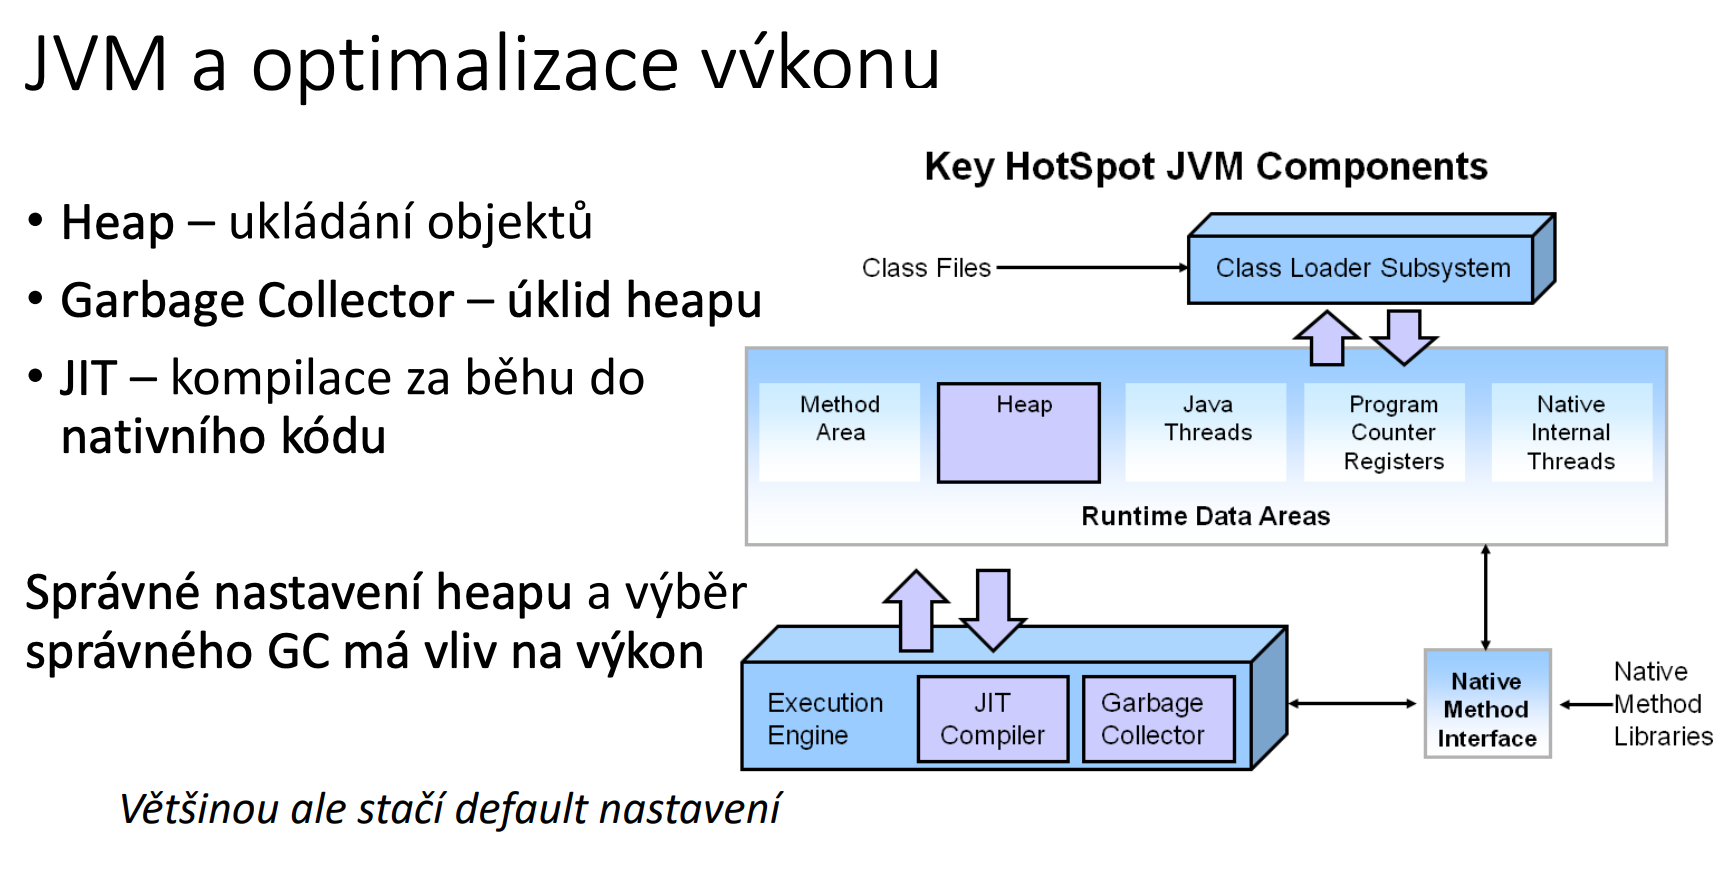 JVM a optimalizace výkonu
• Heap – ukládání objektů
• Garbage Collector – úklid heapu
• JIT – kompilace za běhu do
nativního kódu
Správné nastavení heapu a výběr
správného GC má vliv na výkon
Většinou ale stačí default nastavení
Key HotSpot JVM Components
Class Files
Class Loader Subsystem
Method
Area
Heap
Java
Threads
Program
Counter
Registers
Native
Internal
Threads
Runtime Data Areas
Execution
Engine
JIT
Compiler
Garbage
Collector
Native
Method
Interface
Native
Method
Libraries